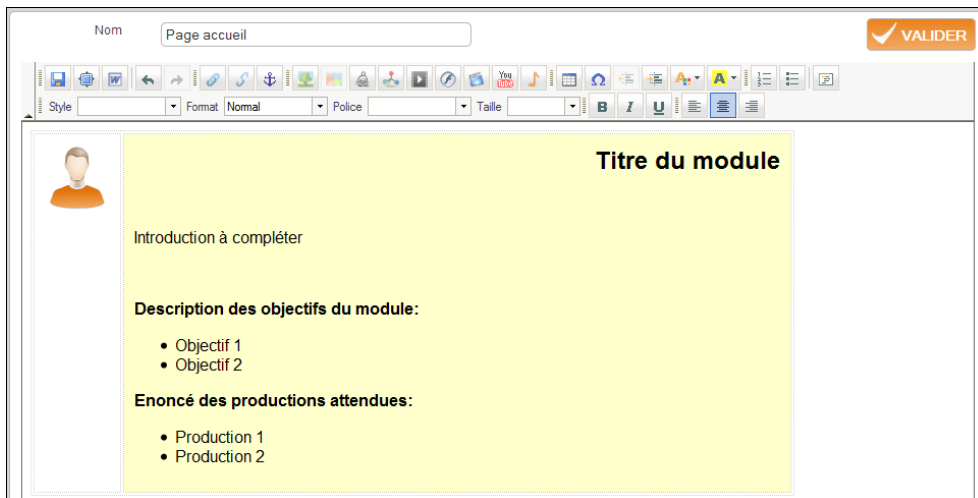 Nom
Page accueil
VALIDER
Style
Format Normal
Police
Taille
B I U
Titre du module
Introduction à compléter
Description des objectifs du module:
• Objectif 1
• Objectif 2
Enoncé des productions attendues:
• Production 1
• Production 2